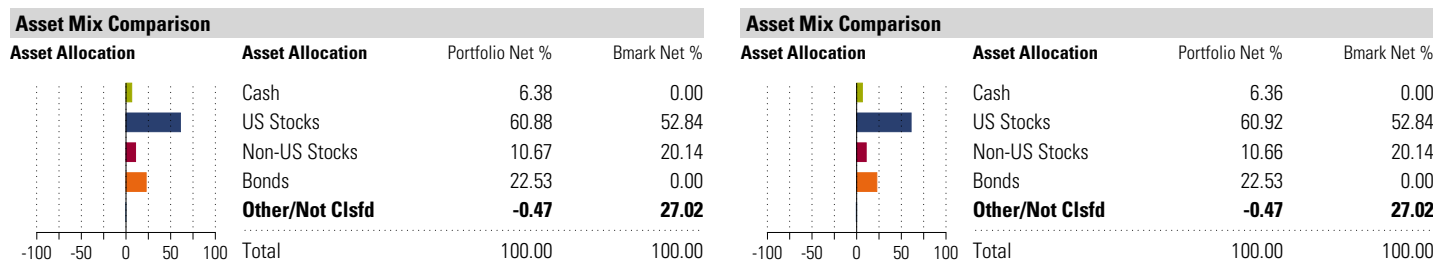 Asset Mix Comparison
Asset Allocation Asset Allocation Portfolio Net % Bmark Net %
Cash 6.38 0.00
US Stocks 60.88 52.84
Non-US Stocks 10.67 20.14
Bonds 22.53 0.00
Other/Not Clsfd -0.47 27.02
-100 -50 0 50 100 Total 100.00 100.00
Asset Mix Comparison
Asset Allocation Asset Allocation Portfolio Net % Bmark Net %
Cash 6.36 0.00
US Stocks 60.92 52.84
Non-US Stocks 10.66 20.14
Bonds 22.53 0.00
Other/Not Clsfd -0.47 27.02
-100 -50 0 50 100 Total 100.00 100.00